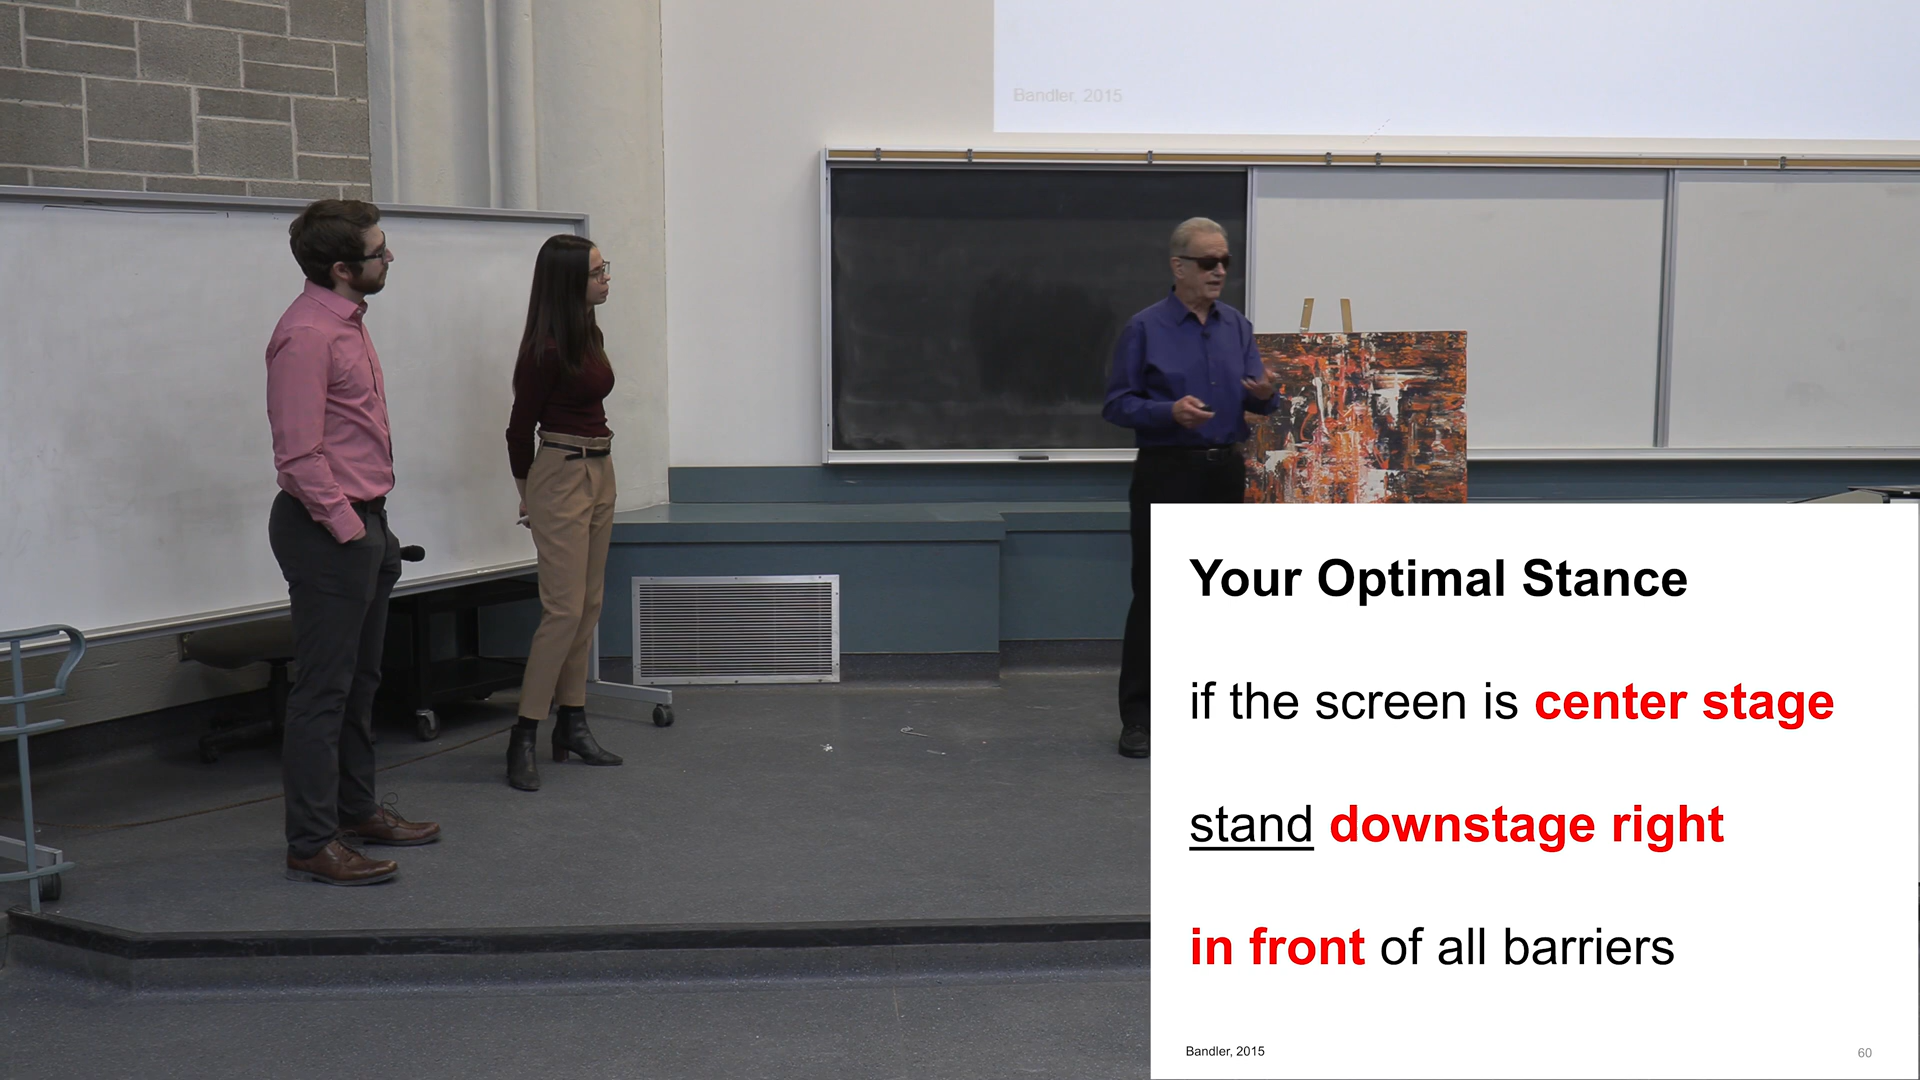 Bandler, 2015
Your Optimal Stance
if the screen is center stage
stand downstage right
in front of all barriers
Bandler, 2015
60